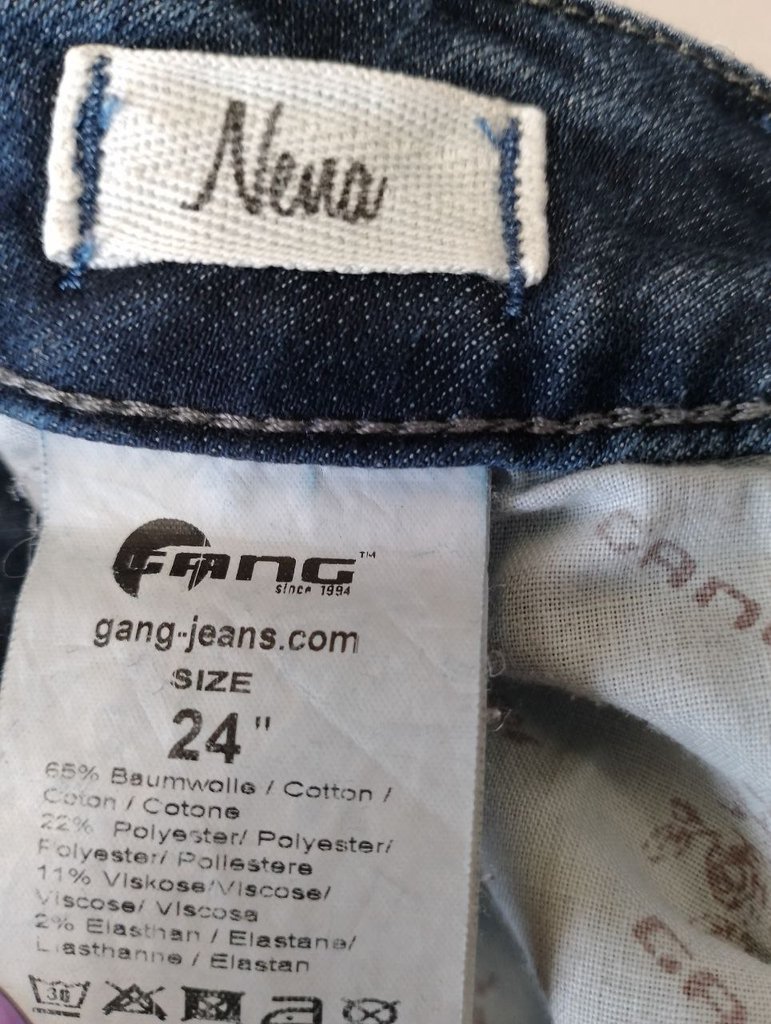 Nena
GANG™
since 1994
gang-jeans.com
SIZE
24"
65% Baumwolle / Cotton /
Coton / Cotone
22% Polyester/ Polyester/
Polyester/ Poliestere
11% Viskose/Viscose/
Viscose/ Viscosa
2% Elasthan / Elastane/
Elasthanne / Elastan
30